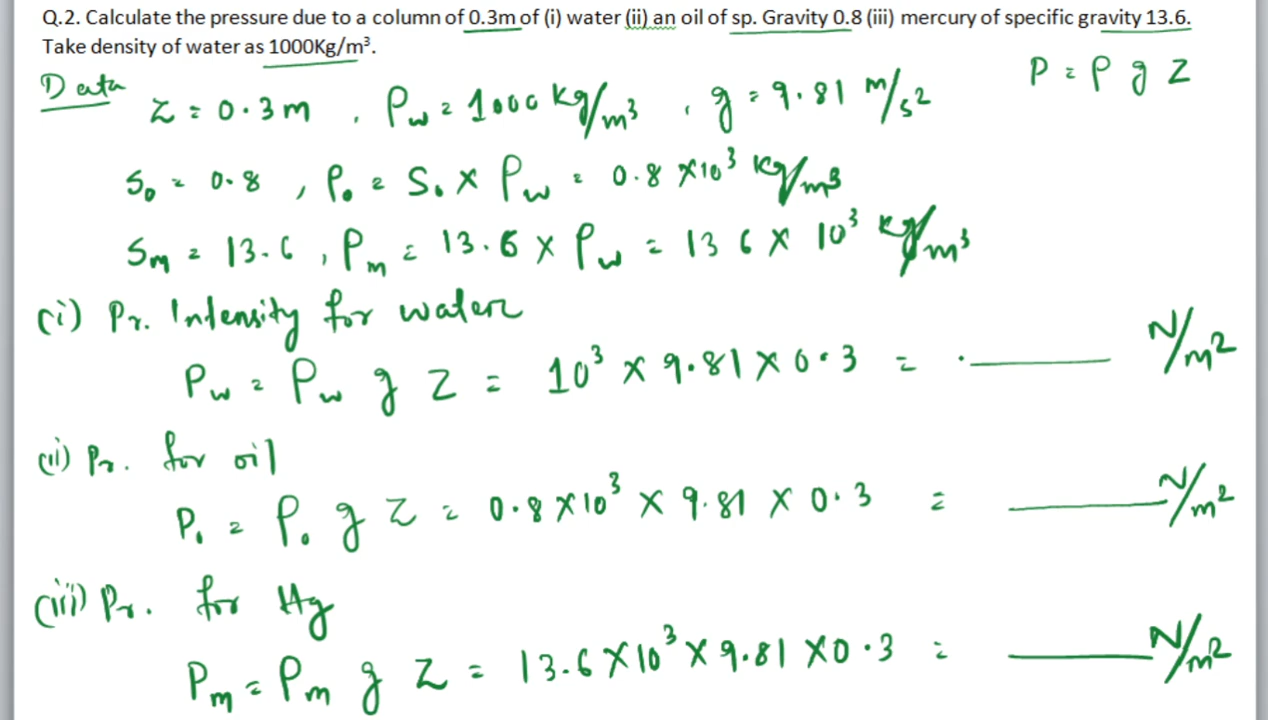 Q.2. Calculate the pressure due to a column of 0.3m of (i) water (ii) an oil of sp. Gravity 0.8 (iii) mercury of specific gravity 13.6.
Take density of water as 1000Kg/m³.
Data
P = ρ g Z
Z = 0.3 m , ρw = 1000 kg/m³ , g = 9.81 m/s²
So = 0.8 , ρo = So × ρw = 0.8 ×10³ kg/m³
Sm = 13.6 , ρm = 13.6 × ρw = 13 6 × 10³ kg/m³
(i) Pr. Intensity for water
Pw = ρw g Z = 10³ × 9.81 × 0.3 = . ______ N/m²
(ii) Pr. for oil
Po = ρo g Z = 0.8 ×10³ × 9.81 × 0.3 = ______ N/m²
(iii) Pr. for Hg
Pm = ρm g Z = 13.6 ×10³ × 9.81 ×0.3 = ______ N/m²